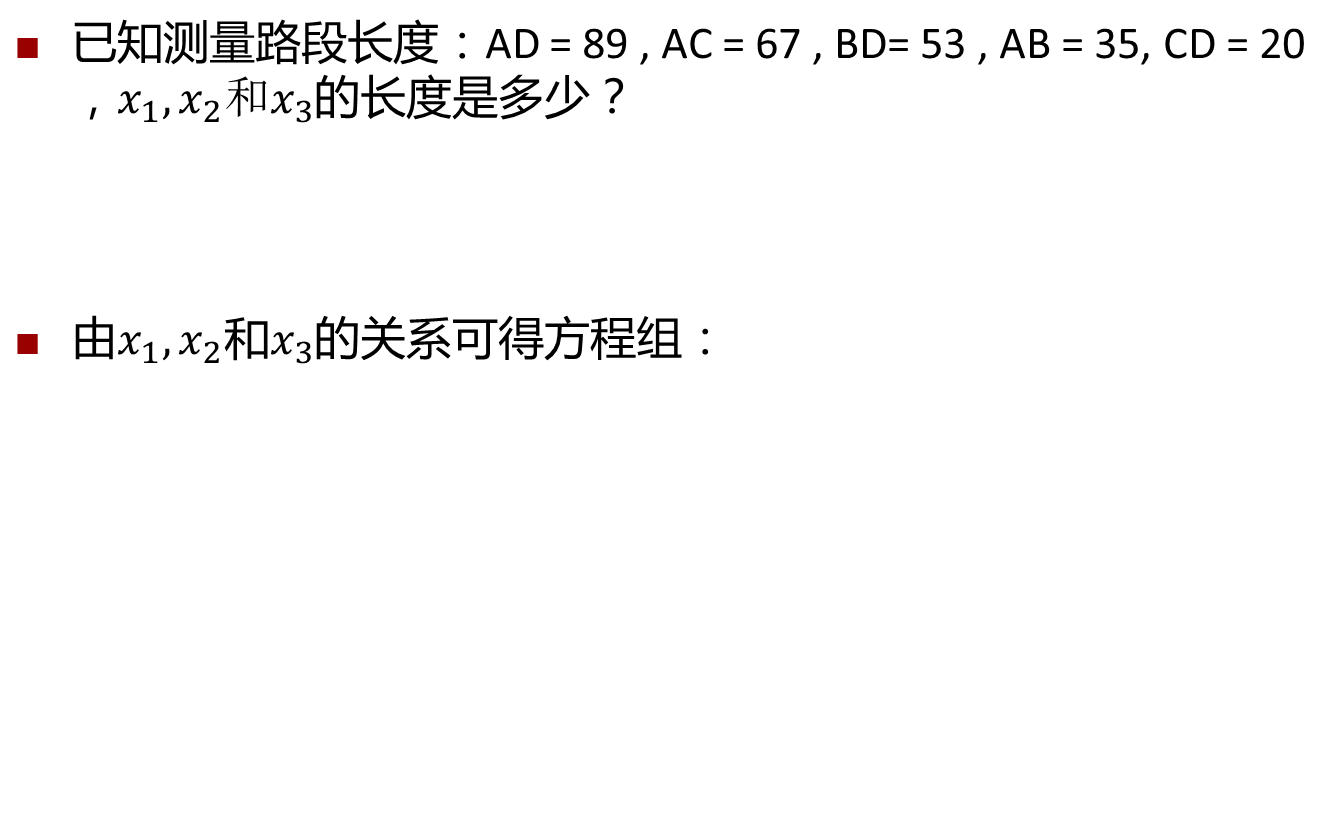 已知测量路段长度：AD = 89 , AC = 67 , BD= 53 , AB = 35, CD = 20
，𝑥₁, 𝑥₂和𝑥₃的长度是多少？
由𝑥₁, 𝑥₂和𝑥₃的关系可得方程组：